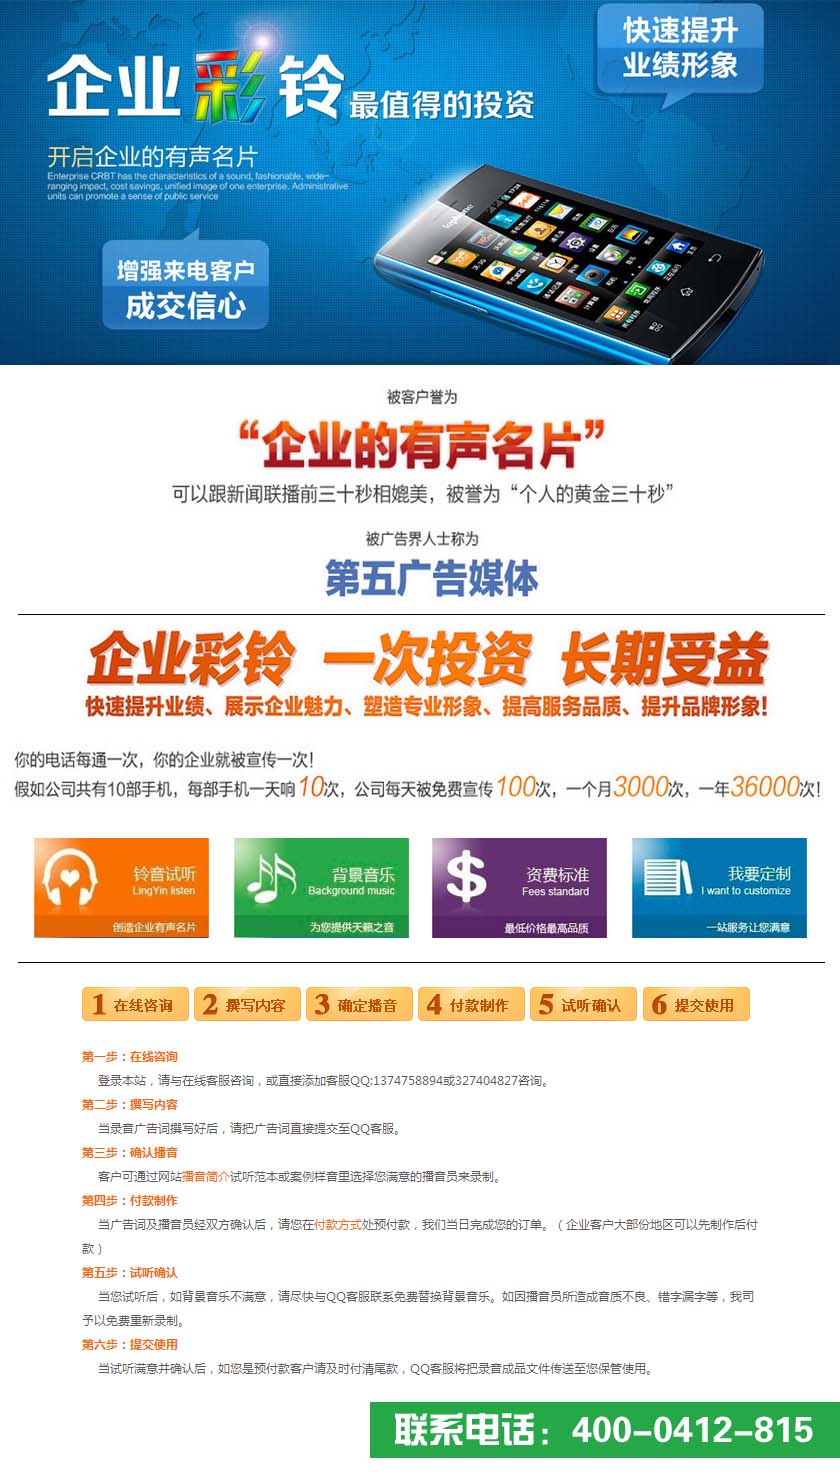 快速提升
业绩形象
企业彩铃最值得的投资
开启企业的有声名片
Enterprise CRBT has the characteristics of a sound, fashionable, wide-
ranging impact, cost savings, unified image of one enterprise. Administrative
units can promote a sense of public service
增强来电客户
成交信心
被客户誉为
“企业的有声名片”
可以跟新闻联播前三十秒相媲美，被誉为“个人的黄金三十秒”
被广告界人士称为
第五广告媒体
企业彩铃 一次投资 长期受益
快速提升业绩、展示企业魅力、塑造专业形象、提高服务品质、提升品牌形象！
你的电话每通一次，你的企业就被宣传一次！
假如公司共有10部手机，每部手机一天响10次，公司每天被免费宣传100次，一个月3000次，一年36000次！
铃音试听
LingYin listen
创造企业有声名片
背景音乐
Background music
为您提供天籁之音
资费标准
Fees standard
最低价格最高品质
我要定制
I want to customize
一站服务让您满意
1 在线咨询 2 撰写内容 3 确定播音 4 付款制作 5 试听确认 6 提交使用
第一步：在线咨询
登录本站，请与在线客服咨询，或直接添加客服QQ:1374758894或327404827咨询。
第二步：撰写内容
当录音广告词撰写好后，请把广告词直接提交至QQ客服。
第三步：确认播音
客户可通过网站播音简介试听范本或案例样音里选择您满意的播音员来录制。
第四步：付款制作
当广告词及播音员经双方确认后，请您在付款方式处预付款，我们当日完成您的订单。（企业客户大部份地区可以先制作后付
款）
第五步：试听确认
当您试听后，如背景音乐不满意，请尽快与QQ客服联系免费替换背景音乐。如因播音员所造成音质不良、错字漏字等，我司
予以免费重新录制。
第六步：提交使用
当试听满意并确认后，如您是预付款客户请及时付清尾款，QQ客服将把录音成品文件传送至您保管使用。
联系电话：400-0412-815